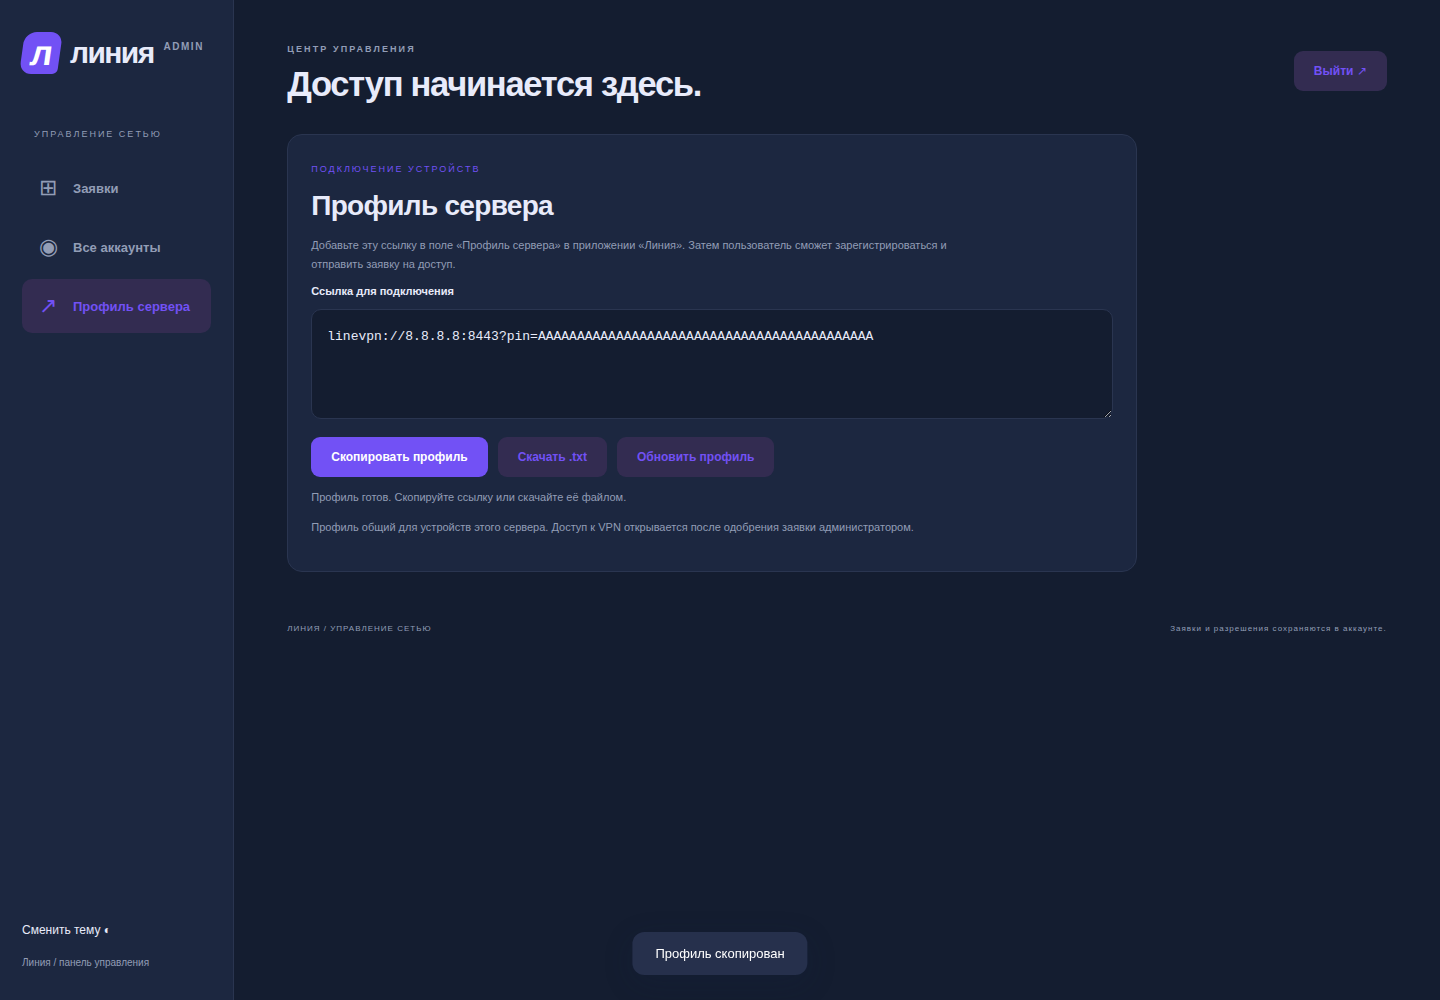 Л линия ADMIN
УПРАВЛЕНИЕ СЕТЬЮ
Заявки
Все аккаунты
Профиль сервера
Сменить тему
Линия / панель управления
ЦЕНТР УПРАВЛЕНИЯ
Доступ начинается здесь.
Выйти ↗
ПОДКЛЮЧЕНИЕ УСТРОЙСТВ
Профиль сервера
Добавьте эту ссылку в поле «Профиль сервера» в приложении «Линия». Затем пользователь сможет зарегистрироваться и
отправить заявку на доступ.
Ссылка для подключения
linevpn://8.8.8.8:8443?pin=AAAAAAAAAAAAAAAAAAAAAAAAAAAAAAAAAAAAAAAAAAA
Скопировать профиль
Скачать .txt
Обновить профиль
Профиль готов. Скопируйте ссылку или скачайте её файлом.
Профиль общий для устройств этого сервера. Доступ к VPN открывается после одобрения заявки администратором.
ЛИНИЯ / УПРАВЛЕНИЕ СЕТЬЮ
Заявки и разрешения сохраняются в аккаунте.
Профиль скопирован